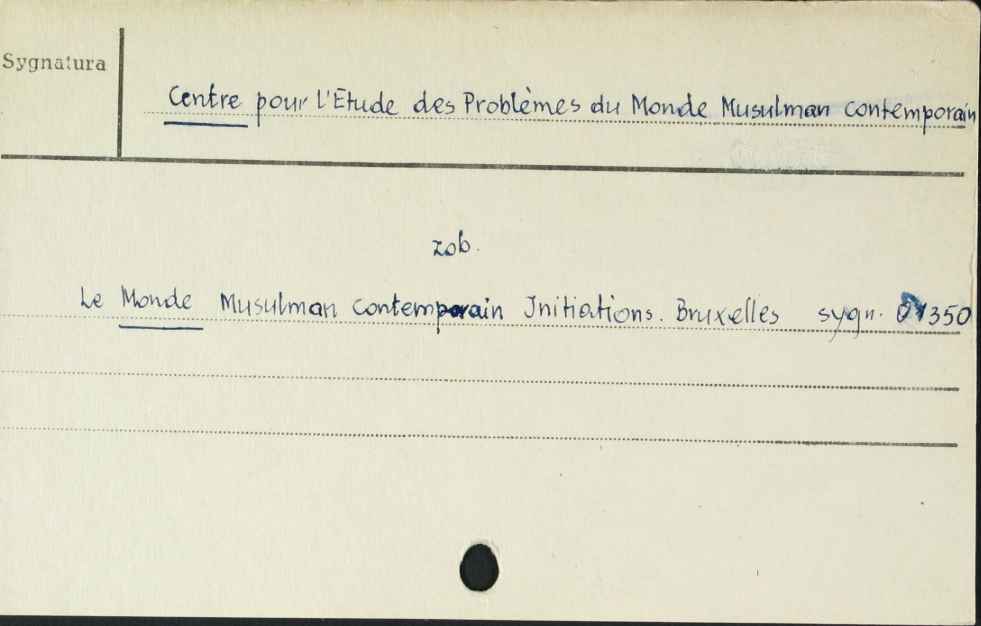 Sygnatura
Centre pour l'Etude des Problèmes du Monde Musulman contemporain
zob.
Le Monde Musulman contemporain Initiations. Bruxelles sygn.